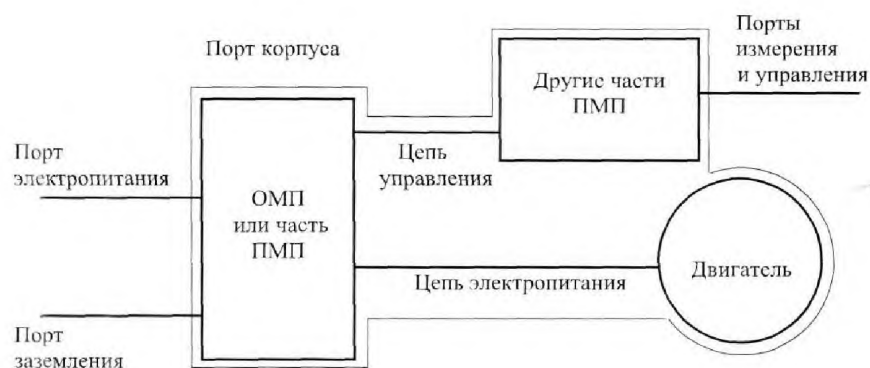 Порт корпуса
Порты
измерения
и управления
Другие части
ПМП
Порт
электропитания
Цепь
управления
ОМП
или часть
ПМП
Двигатель
Цепь электропитания
Порт
заземления